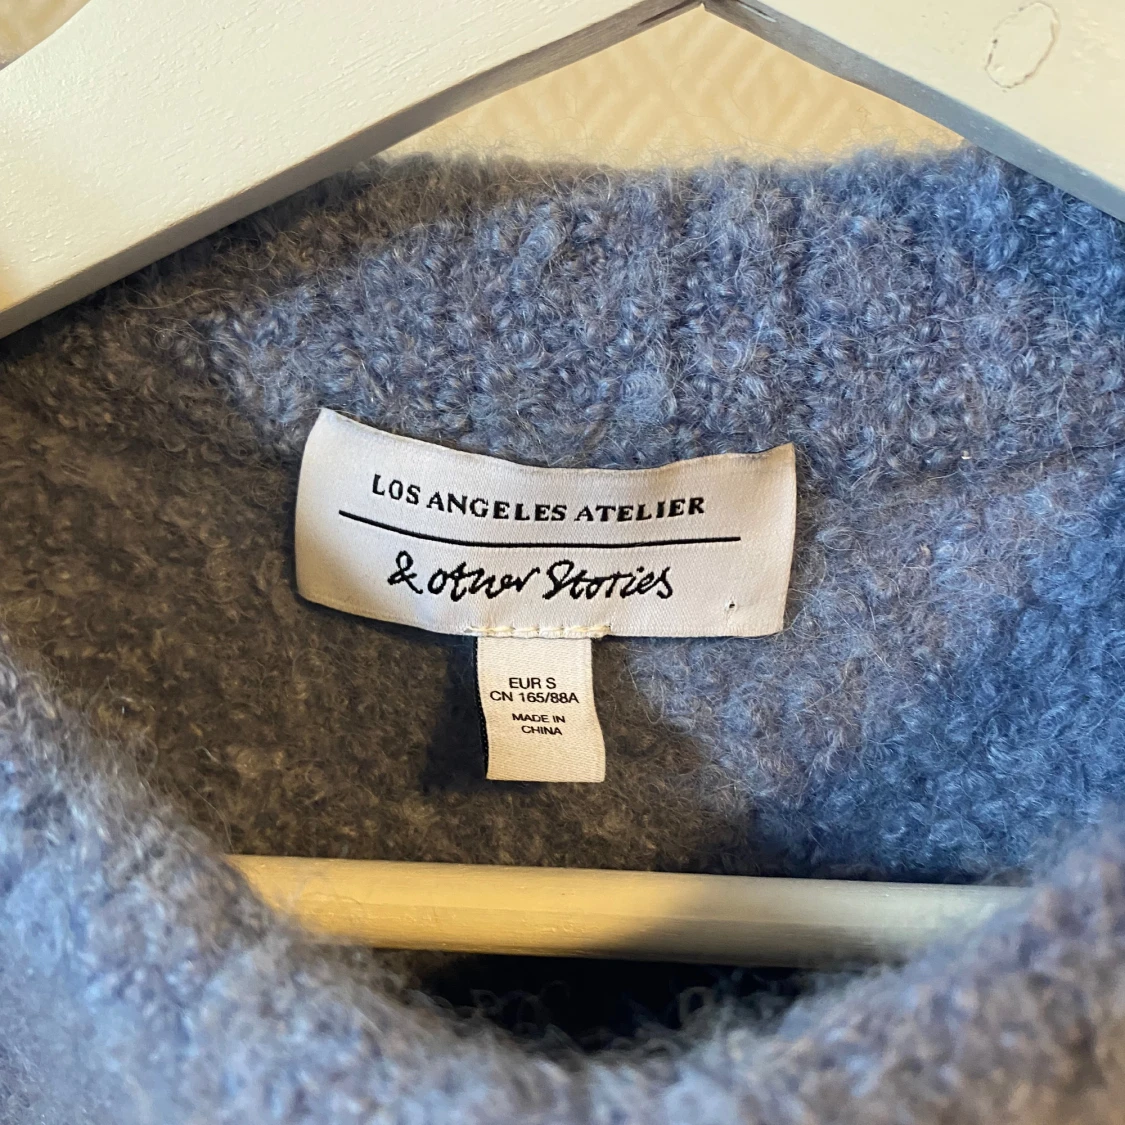 LOS ANGELES ATELIER
& other Stories
EUR S
CN 165/88A
MADE IN
CHINA